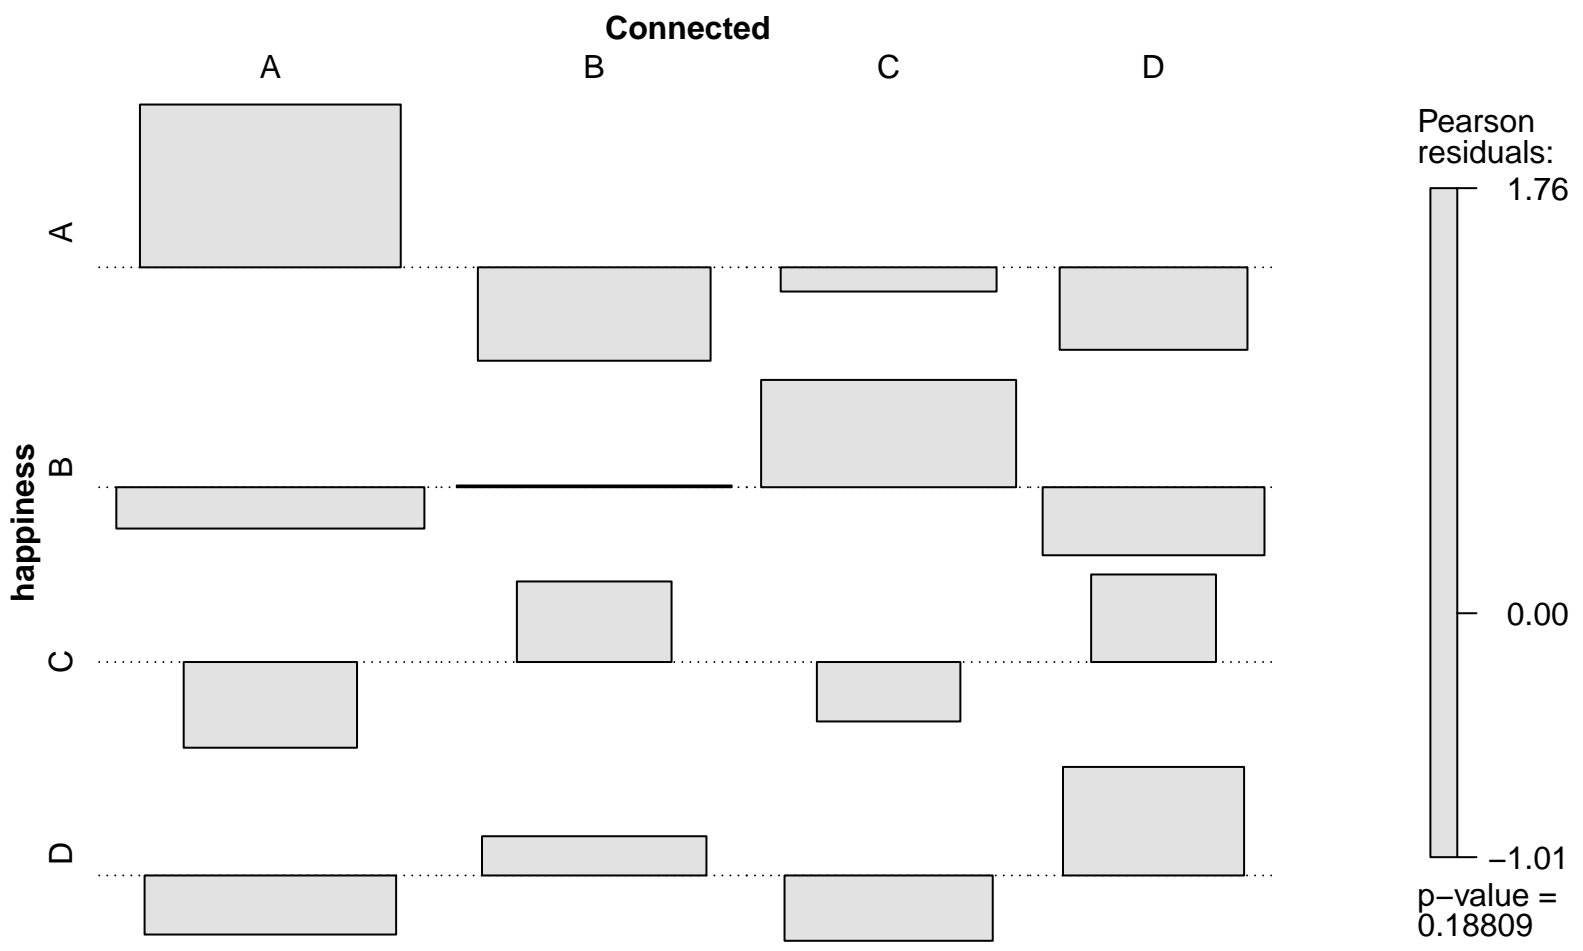 Connected
A B C D
happiness
A
B
C
D
Pearson
residuals:
1.76
0.00
−1.01
p−value =
0.18809